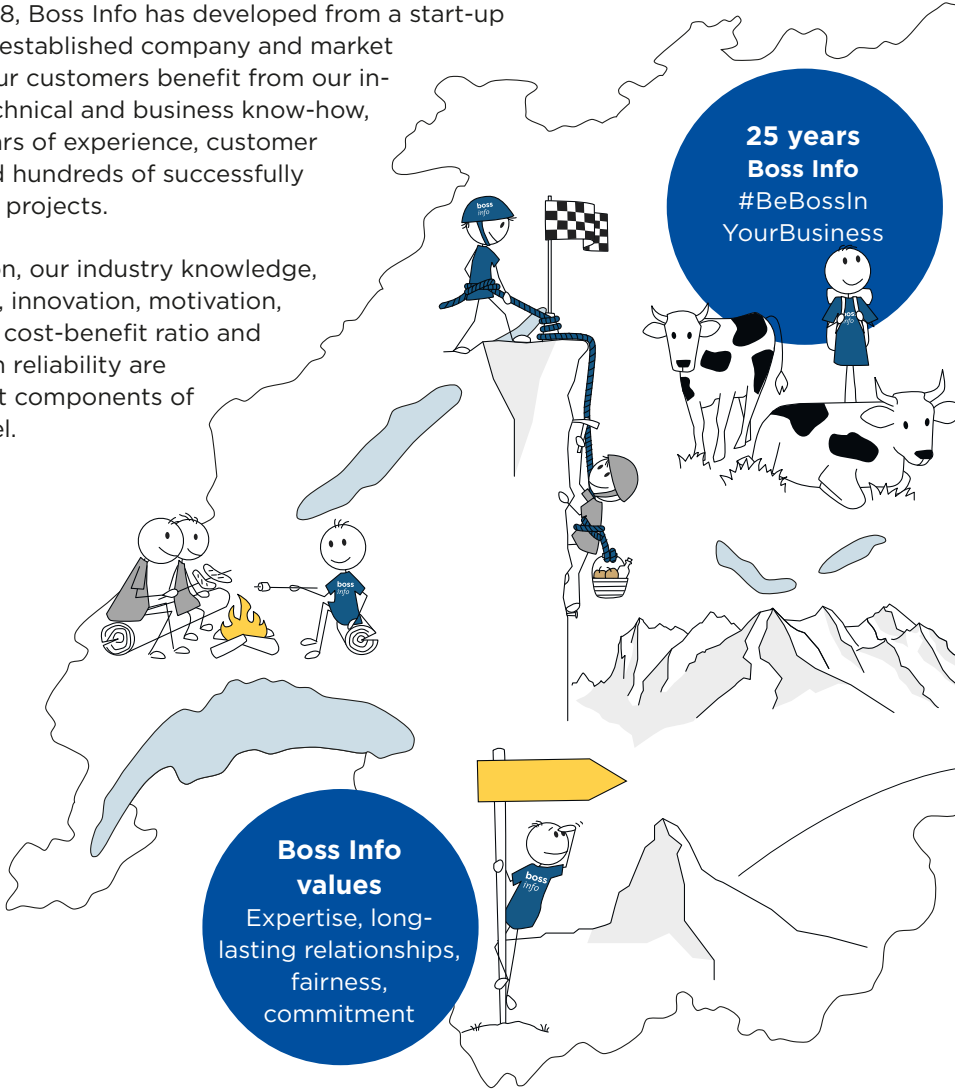 8, Boss Info has developed from a start-up
established company and market
ur customers benefit from our in-
chnical and business know-how,
rs of experience, customer
d hundreds of successfully
projects.
on, our industry knowledge,
, innovation, motivation,
cost-benefit ratio and
n reliability are
t components of
el.
25 years
Boss Info
#BeBossIn
YourBusiness
boss
info
boss
info
boss
info
Boss Info
values
Expertise, long-
lasting relationships,
fairness,
commitment
boss
info